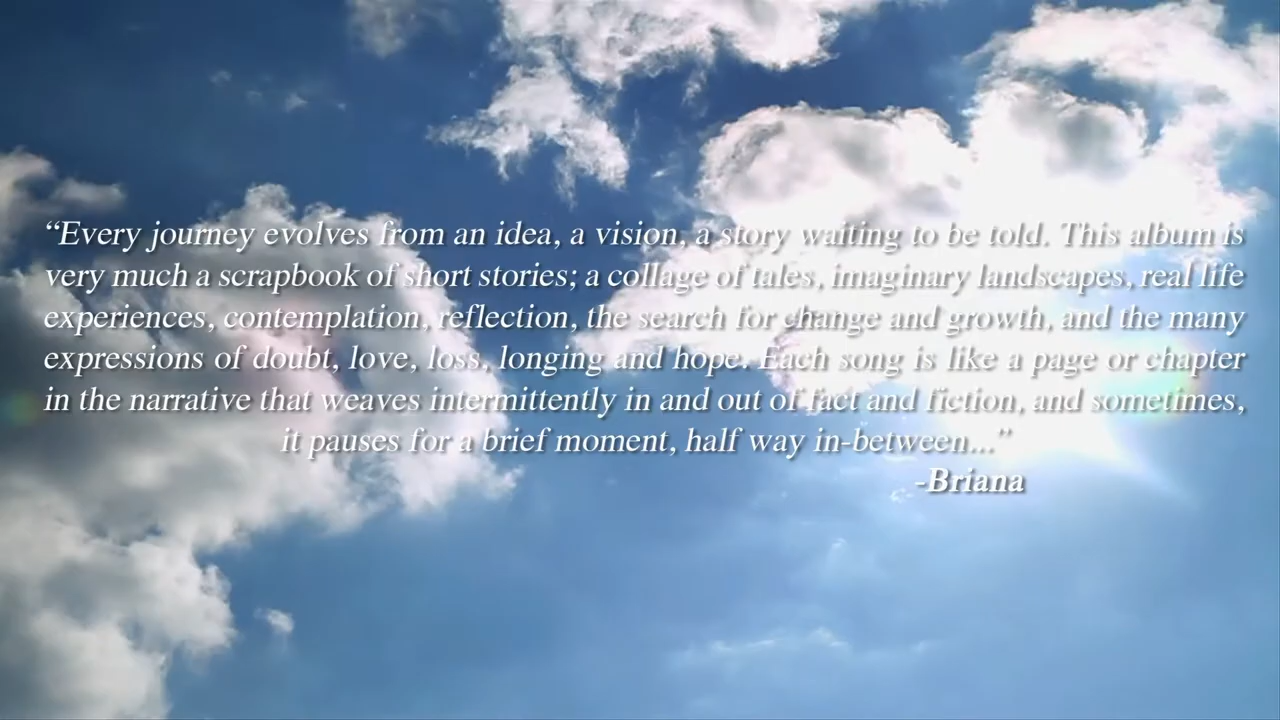 “Every journey evolves from an idea, a vision, a story waiting to be told. This album is
very much a scrapbook of short stories; a collage of tales, imaginary landscapes, real life
experiences, contemplation, reflection, the search for change and growth, and the many
expressions of doubt, love, loss, longing and hope. Each song is like a page or chapter
in the narrative that weaves intermittently in and out of fact and fiction, and sometimes,
it pauses for a brief moment, half way in-between...”
-Briana